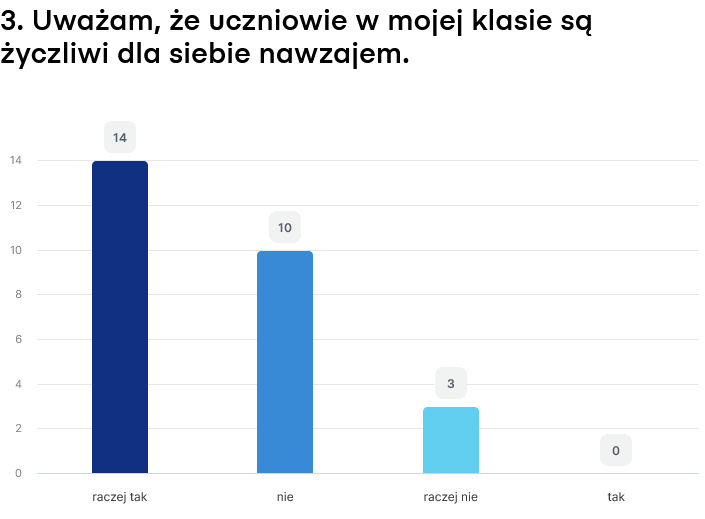 3. Uważam, że uczniowie w mojej klasie są
życzliwi dla siebie nawzajem.
14
14
12
10
10
8
6
4
3
2
0
0
raczej tak
nie
raczej nie
tak